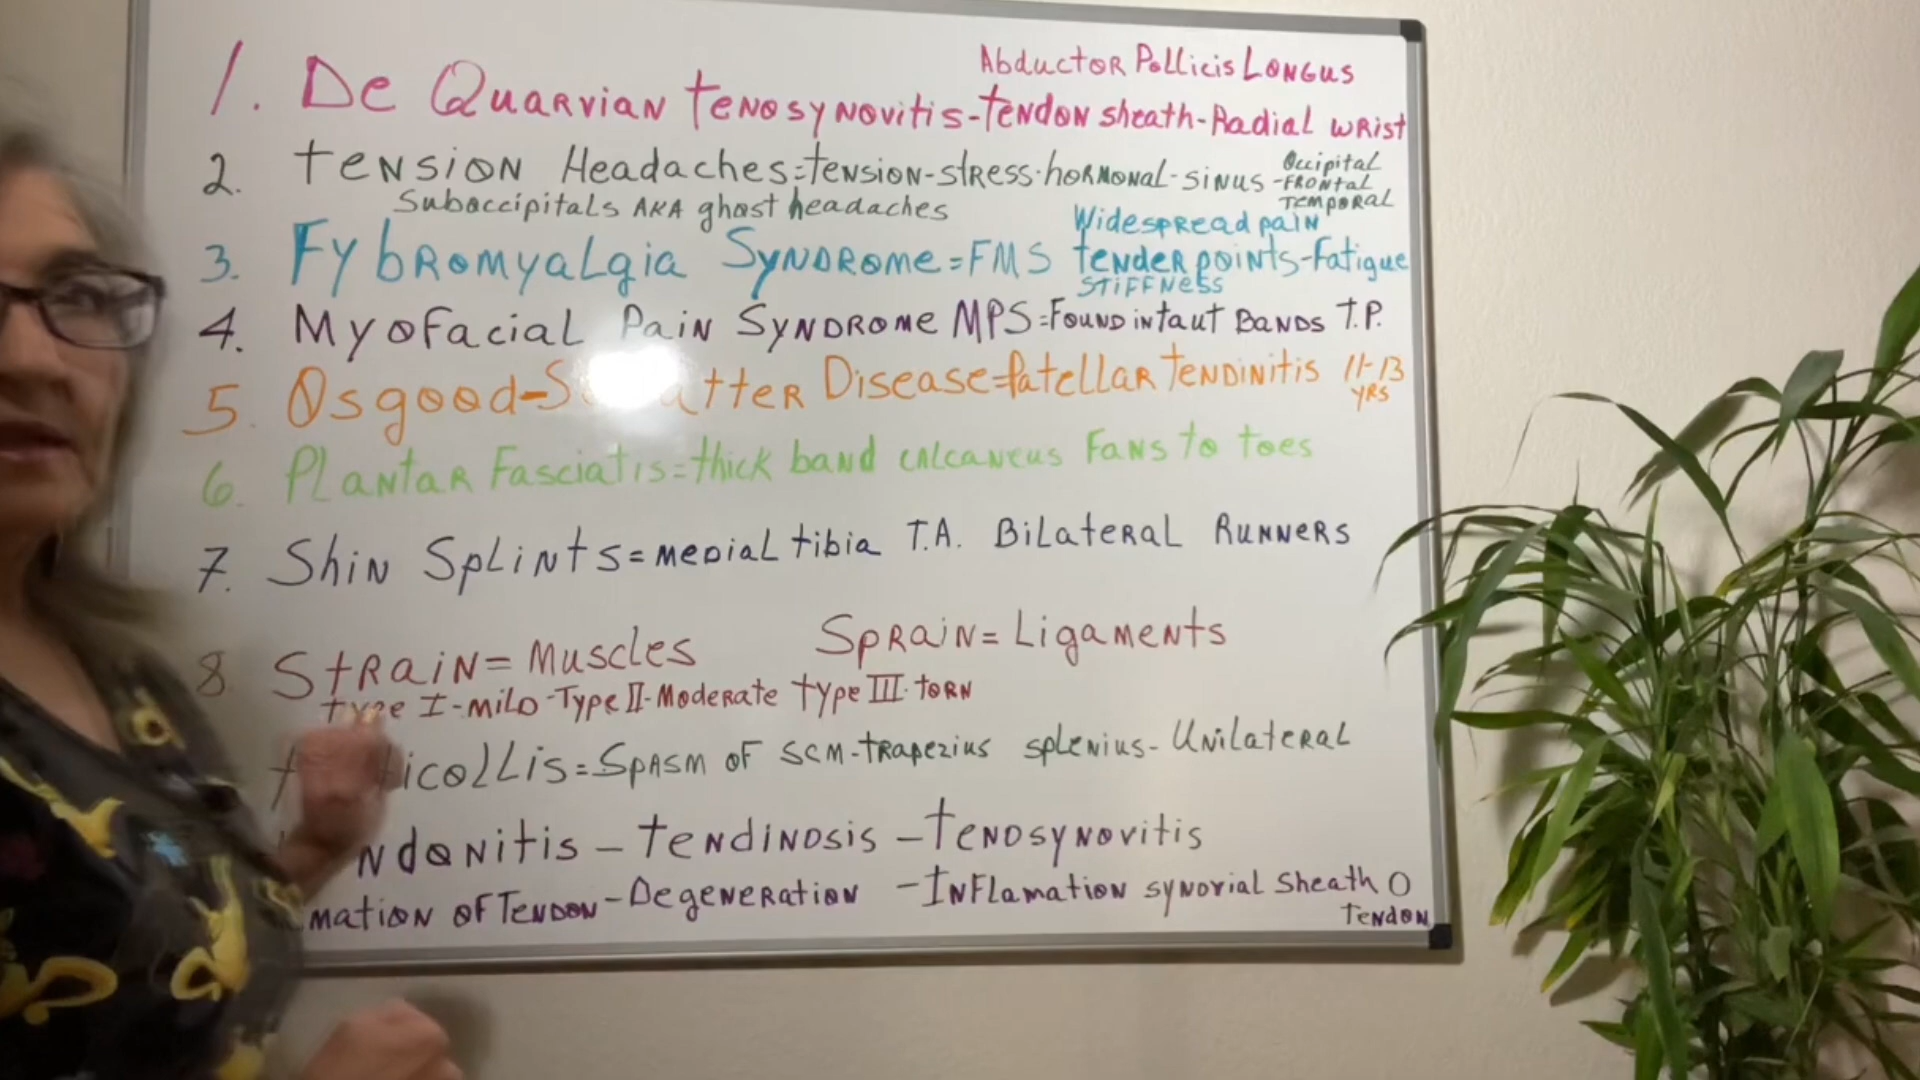 Abductor Pollicis Longus
1. De Quarvian Tenosynovitis-Tendon Sheath-Radial Wrist
2. Tension Headaches=Tension-Stress-hormonal-sinus-Occipital
Frontal
Temporal
Suboccipitals AKA ghost headaches
Widespread pain
3. Fybromyalgia Syndrome=FMS tender points-Fatigue
Stiffness
4. Myofacial Pain Syndrome MPS=Found in taut Bands T.P.
5. Osgood- Disease=Patellar Tendinitis 11-13
yrs
6. Plantar Fasciatis=thick band calcaneus Fans to toes
7. Shin Splints=medial tibia T.A. Bilateral Runners
8 Strain=Muscles Sprain=Ligaments
type I-mild-Type II-Moderate type III-torn
=Spasm of SCM-trapezius splenius-Unilateral
-Tendinosis-Tenosynovitis
of Tendon-Degeneration -Inflamation synovial Sheath O
Tendon